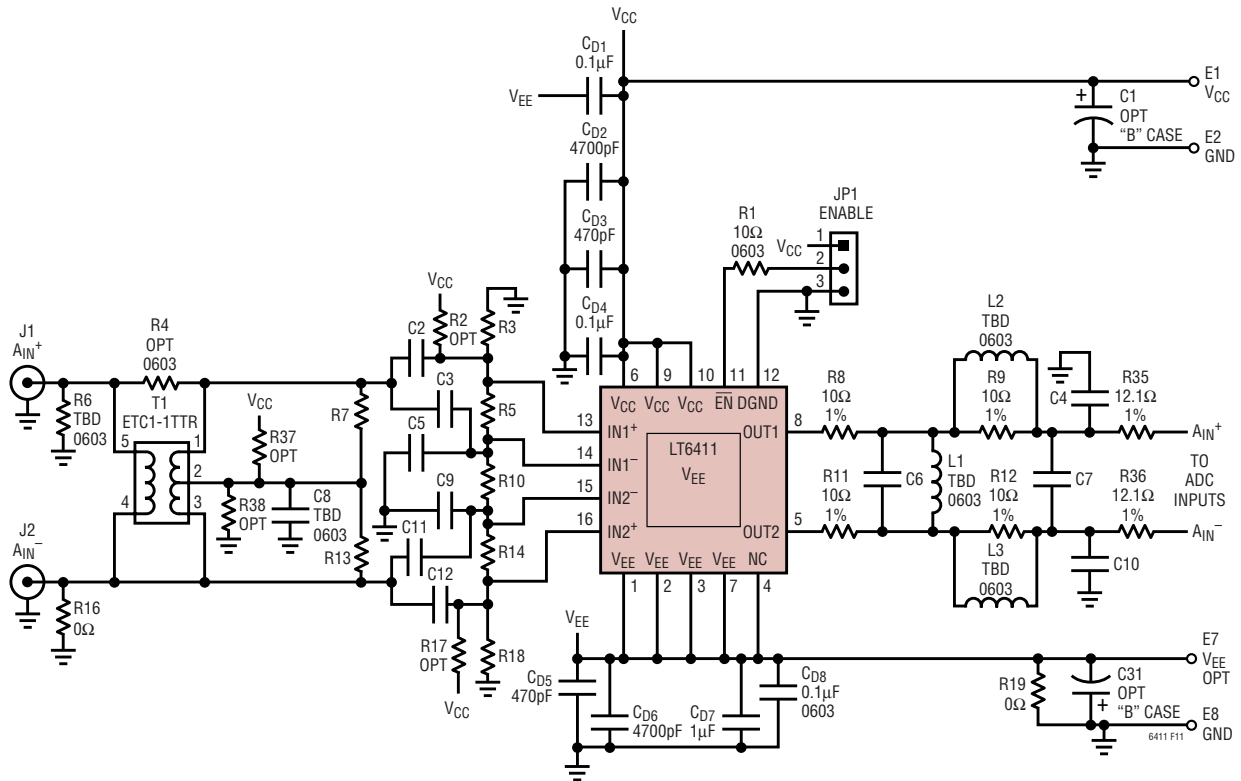 VCC
CD1
0.1µF
VEE
CD2
4700pF
CD3
470pF
CD4
0.1µF
E1
VCC
C1
OPT
"B" CASE
+
E2
GND
JP1
ENABLE
R1
10Ω
0603
VCC
1
2
3
J1
AIN+
R4
OPT
0603
T1
ETC1-1TTR
R6
TBD
0603
5
4
1
2
3
VCC
R37
OPT
R38
OPT
C8
TBD
0603
R7
R13
J2
AIN–
R16
0Ω
VCC
R2
OPT
R3
C2
C3
C5
C9
C11
C12
R5
R10
R14
R17
OPT
VCC
R18
6 9 10 11 12
VCC VCC VCC EN DGND
13 IN1+
14 IN1–
15 IN2–
16 IN2+
LT6411
VEE
OUT1 8
OUT2 5
VEE VEE VEE VEE NC
1 2 3 7 4
R8
10Ω
1%
R11
10Ω
1%
C6
L1
TBD
0603
L2
TBD
0603
R9
10Ω
1%
R12
10Ω
1%
L3
TBD
0603
C4
C7
C10
R35
12.1Ω
1%
R36
12.1Ω
1%
AIN+
TO
ADC
INPUTS
AIN–
VEE
CD5
470pF
CD6
4700pF
CD7
1µF
CD8
0.1µF
0603
R19
0Ω
C31
OPT
"B" CASE
+
E7
VEE
OPT
E8
GND
6411 F11